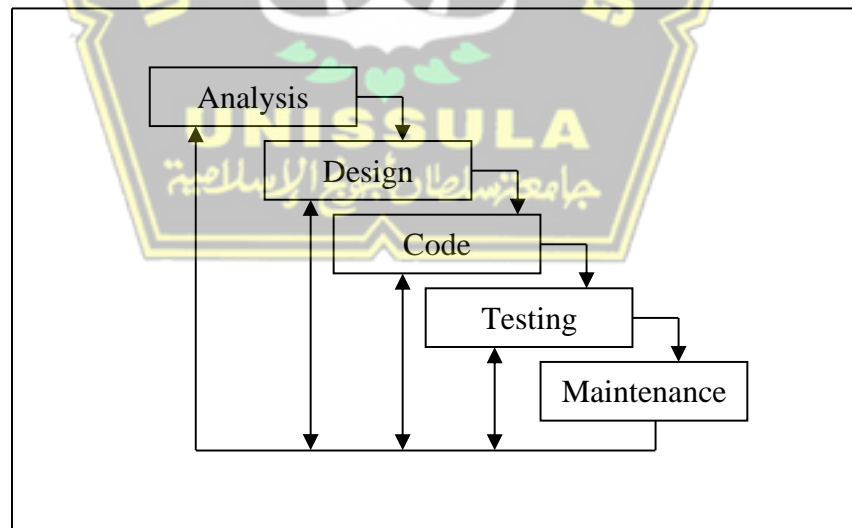 Analysis
UNISSULA
Design
جامعة سلطان أجونج الإسلامية
Code
Testing
Maintenance